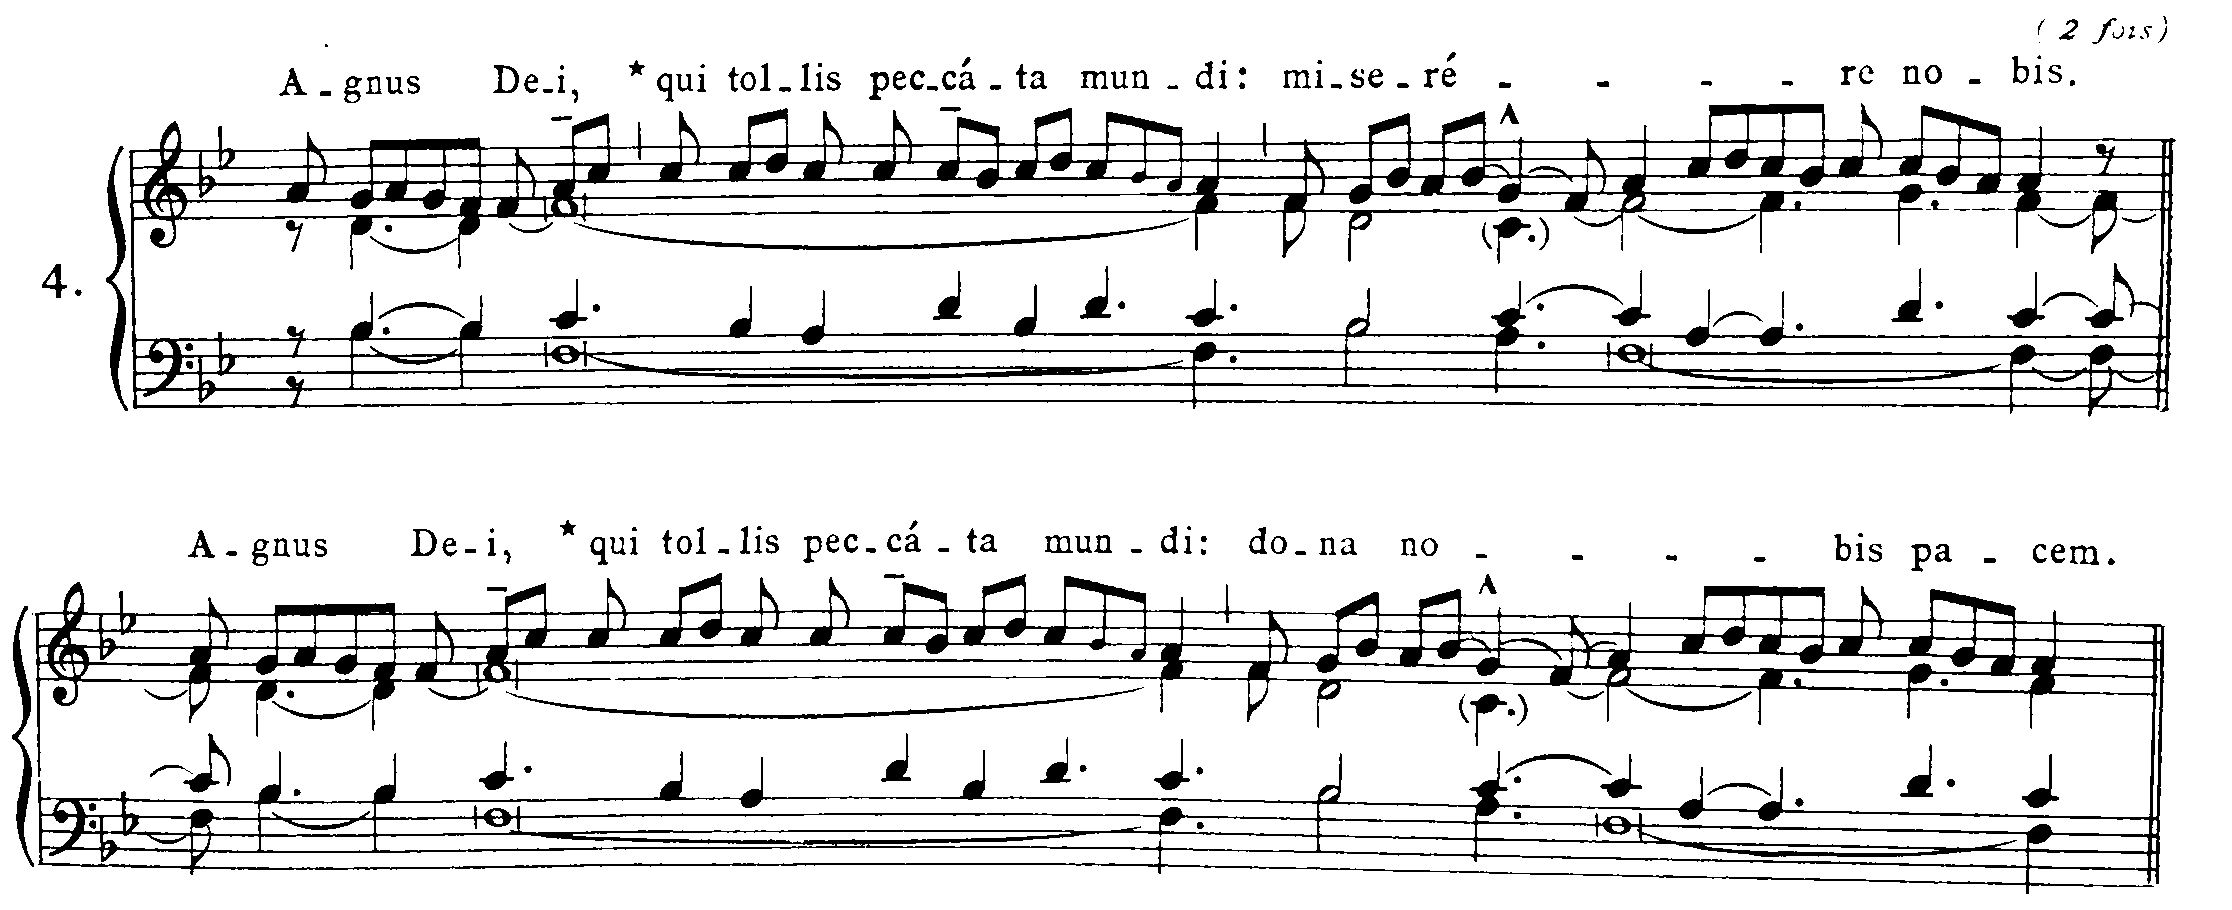 ( 2 fois)
A - gnus De-i, * qui tol-lis pec-cá - ta mun - di: mi-se-ré - - - - re no - bis.
4.
A - gnus De-i, * qui tol-lis pec-cá - ta mun - di: do-na no - - - - bis pa - cem.